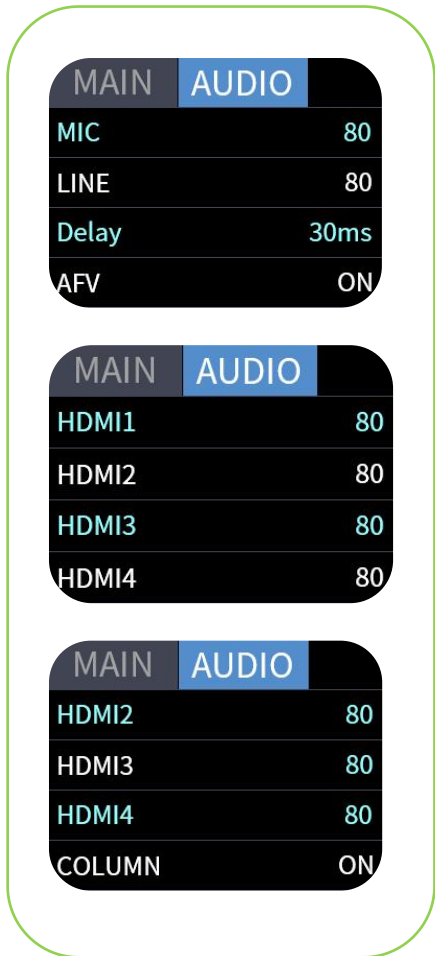 MAIN AUDIO
MIC 80
LINE 80
Delay 30ms
AFV ON
MAIN AUDIO
HDMI1 80
HDMI2 80
HDMI3 80
HDMI4 80
MAIN AUDIO
HDMI2 80
HDMI3 80
HDMI4 80
COLUMN ON